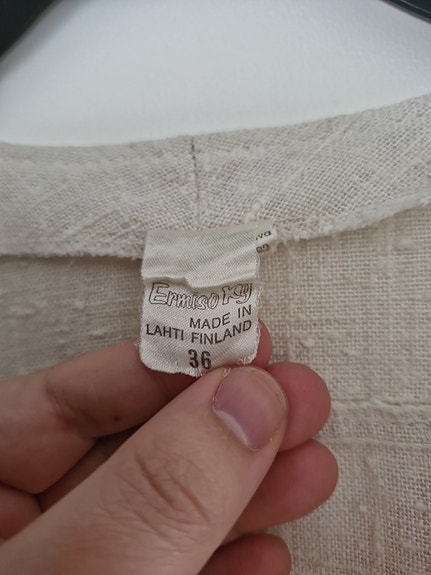 Ermiso Ky
MADE IN
LAHTI FINLAND
36